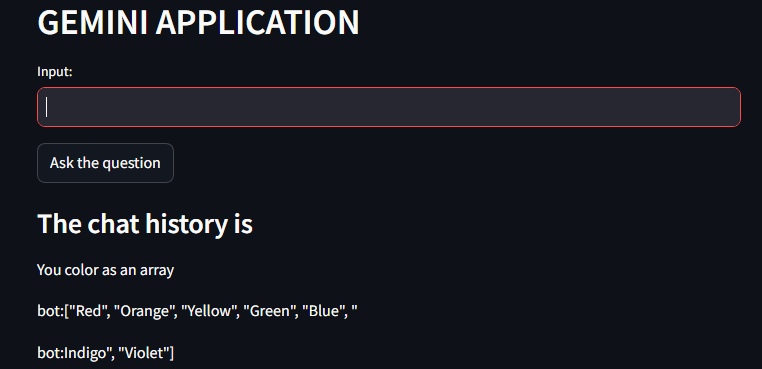 GEMINI APPLICATION
Input:
Ask the question
The chat history is
You color as an array
bot:["Red", "Orange", "Yellow", "Green", "Blue", "
bot:Indigo", "Violet"]